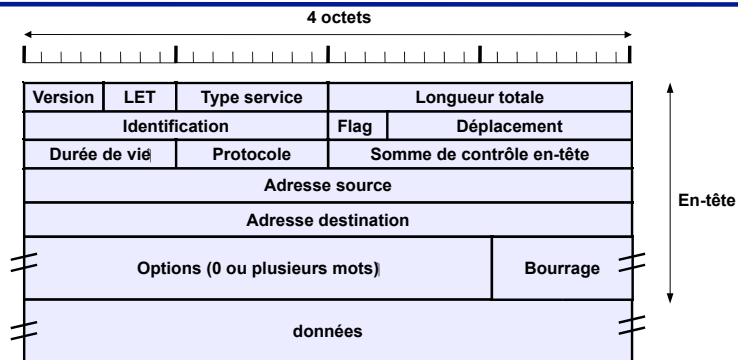 4 octets
Version LET Type service Longueur totale
Identification Flag Déplacement
Durée de vie Protocole Somme de contrôle en-tête
Adresse source
Adresse destination
En-tête
Options (0 ou plusieurs mots) Bourrage
données